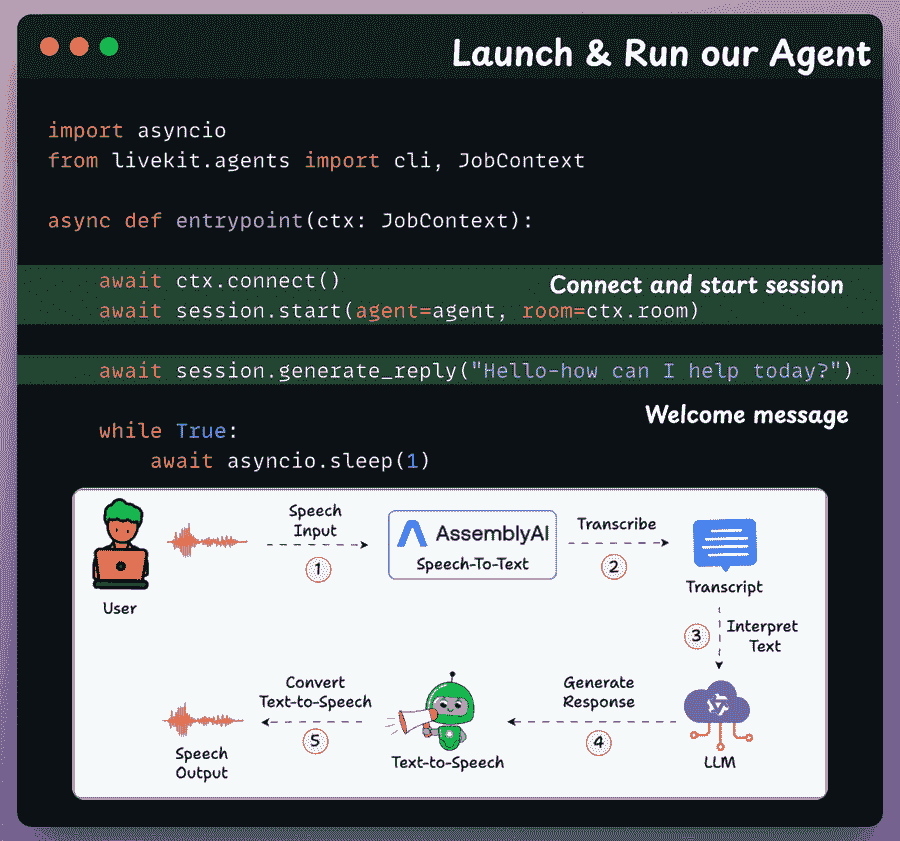 Launch & Run our Agent
import asyncio
from livekit.agents import cli, JobContext
async def entrypoint(ctx: JobContext):
await ctx.connect()
Connect and start session
await session.start(agent=agent, room=ctx.room)
await session.generate_reply("Hello-how can I help today?")
Welcome message
while True:
await asyncio.sleep(1)
Speech
Input
1
AssemblyAI
Speech-To-Text
Transcribe
2
User
Transcript
3
Interpret
Text
Convert
Text-to-Speech
5
Speech
Output
Text-to-Speech
Generate
Response
4
LLM